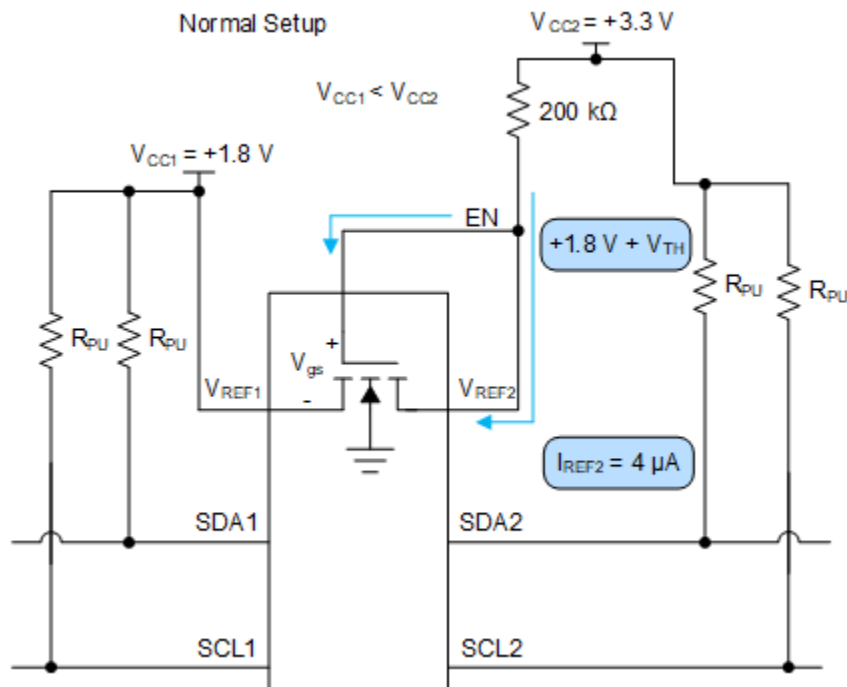 Normal Setup
VCC2 = +3.3 V
VCC1 < VCC2
200 kΩ
VCC1 = +1.8 V
EN
+1.8 V + VTH
RPU
RPU
RPU
RPU
+
Vgs
VREF1
-
VREF2
IREF2 = 4 µA
SDA1
SDA2
SCL1
SCL2